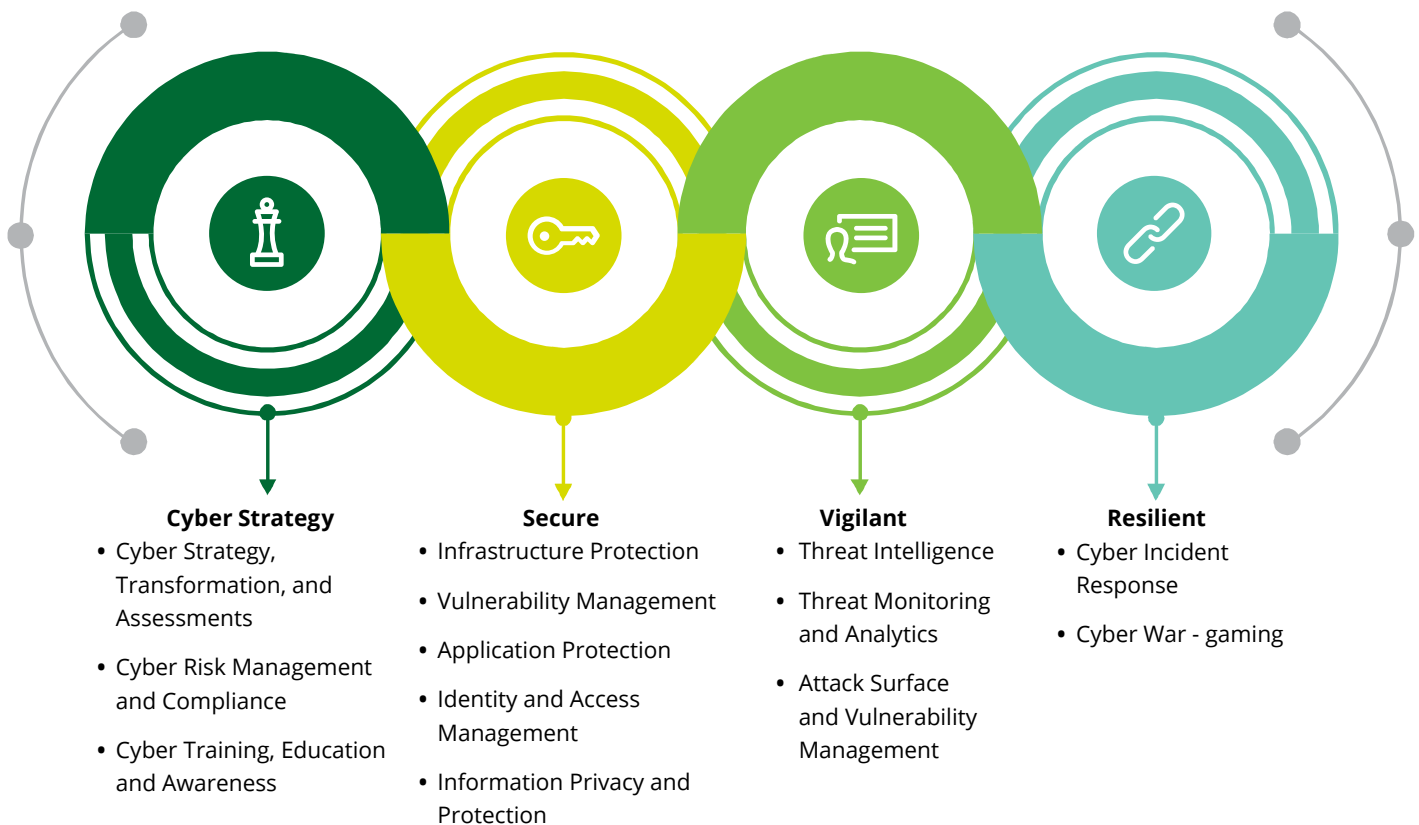 Cyber Strategy
• Cyber Strategy,
Transformation, and
Assessments
• Cyber Risk Management
and Compliance
• Cyber Training, Education
and Awareness
Secure
• Infrastructure Protection
• Vulnerability Management
• Application Protection
• Identity and Access
Management
• Information Privacy and
Protection
Vigilant
• Threat Intelligence
• Threat Monitoring
and Analytics
• Attack Surface
and Vulnerability
Management
Resilient
• Cyber Incident
Response
• Cyber War - gaming